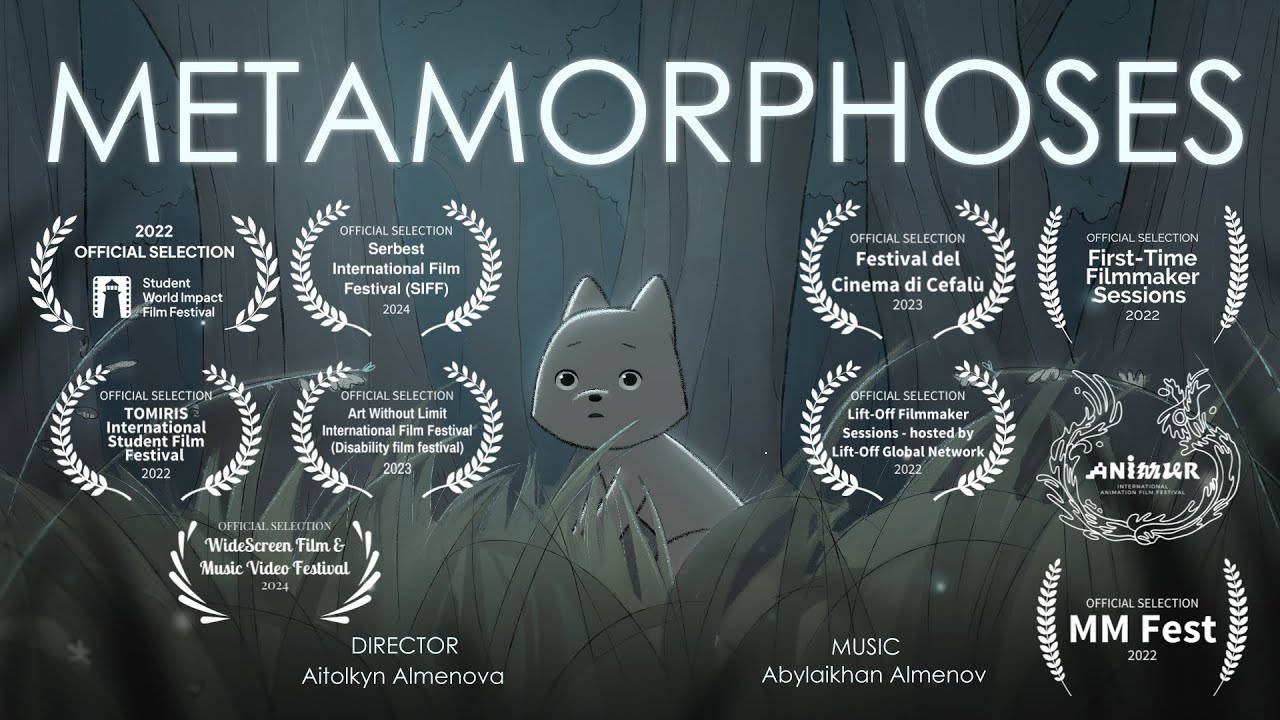 METAMORPHOSES
2022
OFFICIAL SELECTION
Student
World Impact
Film Festival
OFFICIAL SELECTION
Serbest
International Film
Festival (SIFF)
2024
OFFICIAL SELECTION
Festival del
Cinema di Cefalù
2023
OFFICIAL SELECTION
First-Time
Filmmaker
Sessions
2022
OFFICIAL SELECTION
TOMIRIS
International
Student Film
Festival
2022
OFFICIAL SELECTION
Art Without Limit
International Film Festival
(Disability film festival)
2023
OFFICIAL SELECTION
Lift-Off Filmmaker
Sessions - hosted by
Lift-Off Global Network
2022
ANIMUR
INTERNATIONAL
ANIMATION FILM FESTIVAL
OFFICIAL SELECTION
WideScreen Film &
Music Video Festival
2024
OFFICIAL SELECTION
MM Fest
2022
DIRECTOR
Aitolkyn Almenova
MUSIC
Abylaikhan Almenov